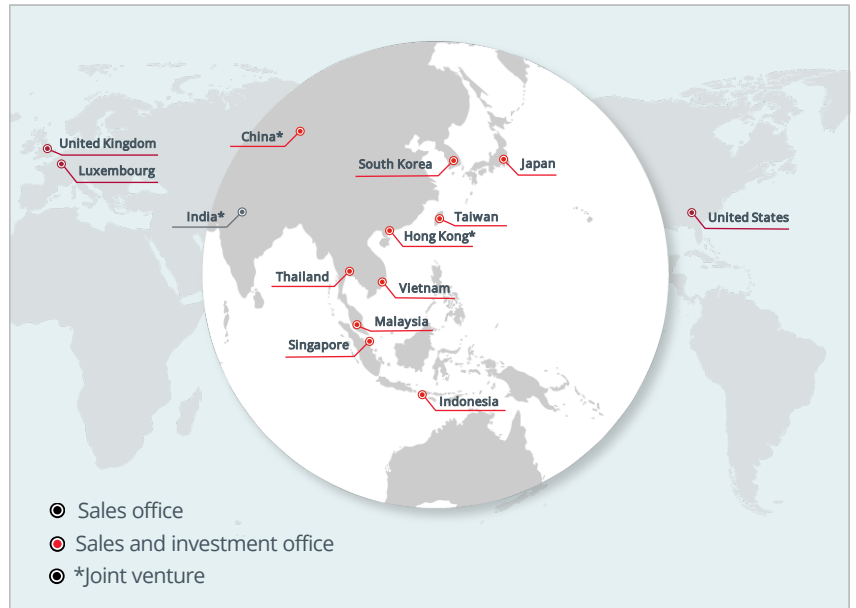 United Kingdom
Luxembourg
China*
South Korea
Japan
India*
Taiwan
Hong Kong*
United States
Thailand
Vietnam
Malaysia
Singapore
Indonesia
Sales office
Sales and investment office
*Joint venture